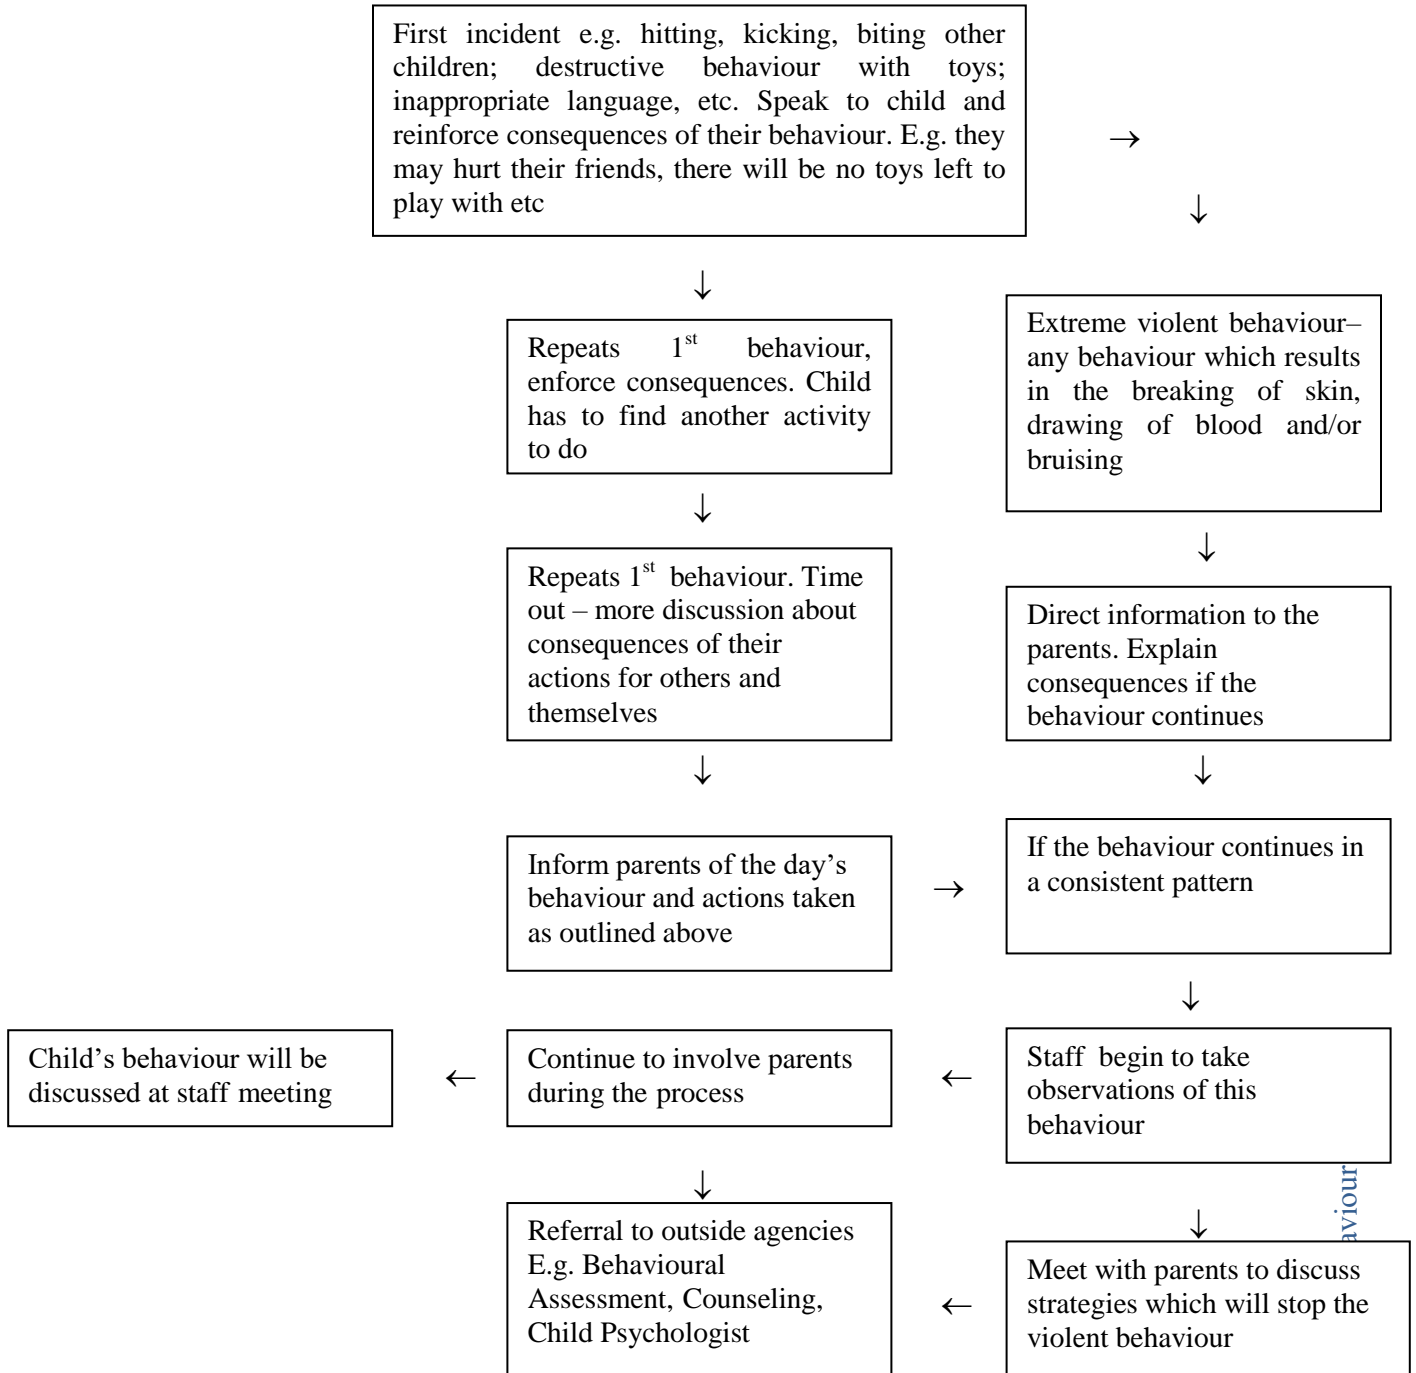 First incident e.g. hitting, kicking, biting other
children; destructive behaviour with toys;
inappropriate language, etc. Speak to child and
reinforce consequences of their behaviour. E.g. they
may hurt their friends, there will be no toys left to
play with etc
→
↓
↓
Repeats 1st behaviour,
enforce consequences. Child
has to find another activity
to do
Extreme violent behaviour–
any behaviour which results
in the breaking of skin,
drawing of blood and/or
bruising
↓
↓
Repeats 1st behaviour. Time
out – more discussion about
consequences of their
actions for others and
themselves
Direct information to the
parents. Explain
consequences if the
behaviour continues
↓
↓
Inform parents of the day’s
behaviour and actions taken
as outlined above
→
If the behaviour continues in
a consistent pattern
↓
Child’s behaviour will be
discussed at staff meeting
←
Continue to involve parents
during the process
←
Staff begin to take
observations of this
behaviour
↓
↓
aviour
Referral to outside agencies
E.g. Behavioural
Assessment, Counseling,
Child Psychologist
←
Meet with parents to discuss
strategies which will stop the
violent behaviour